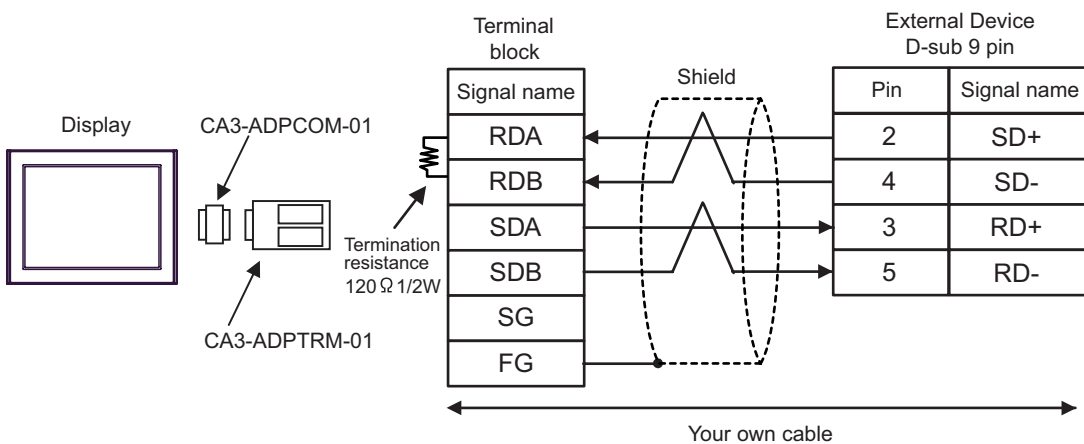 Display
CA3-ADPCOM-01
CA3-ADPTRM-01
Termination
resistance
120 Ω 1/2W
Terminal
block
Signal name
RDA
RDB
SDA
SDB
SG
FG
Shield
External Device
D-sub 9 pin
Pin Signal name
2 SD+
4 SD-
3 RD+
5 RD-
Your own cable